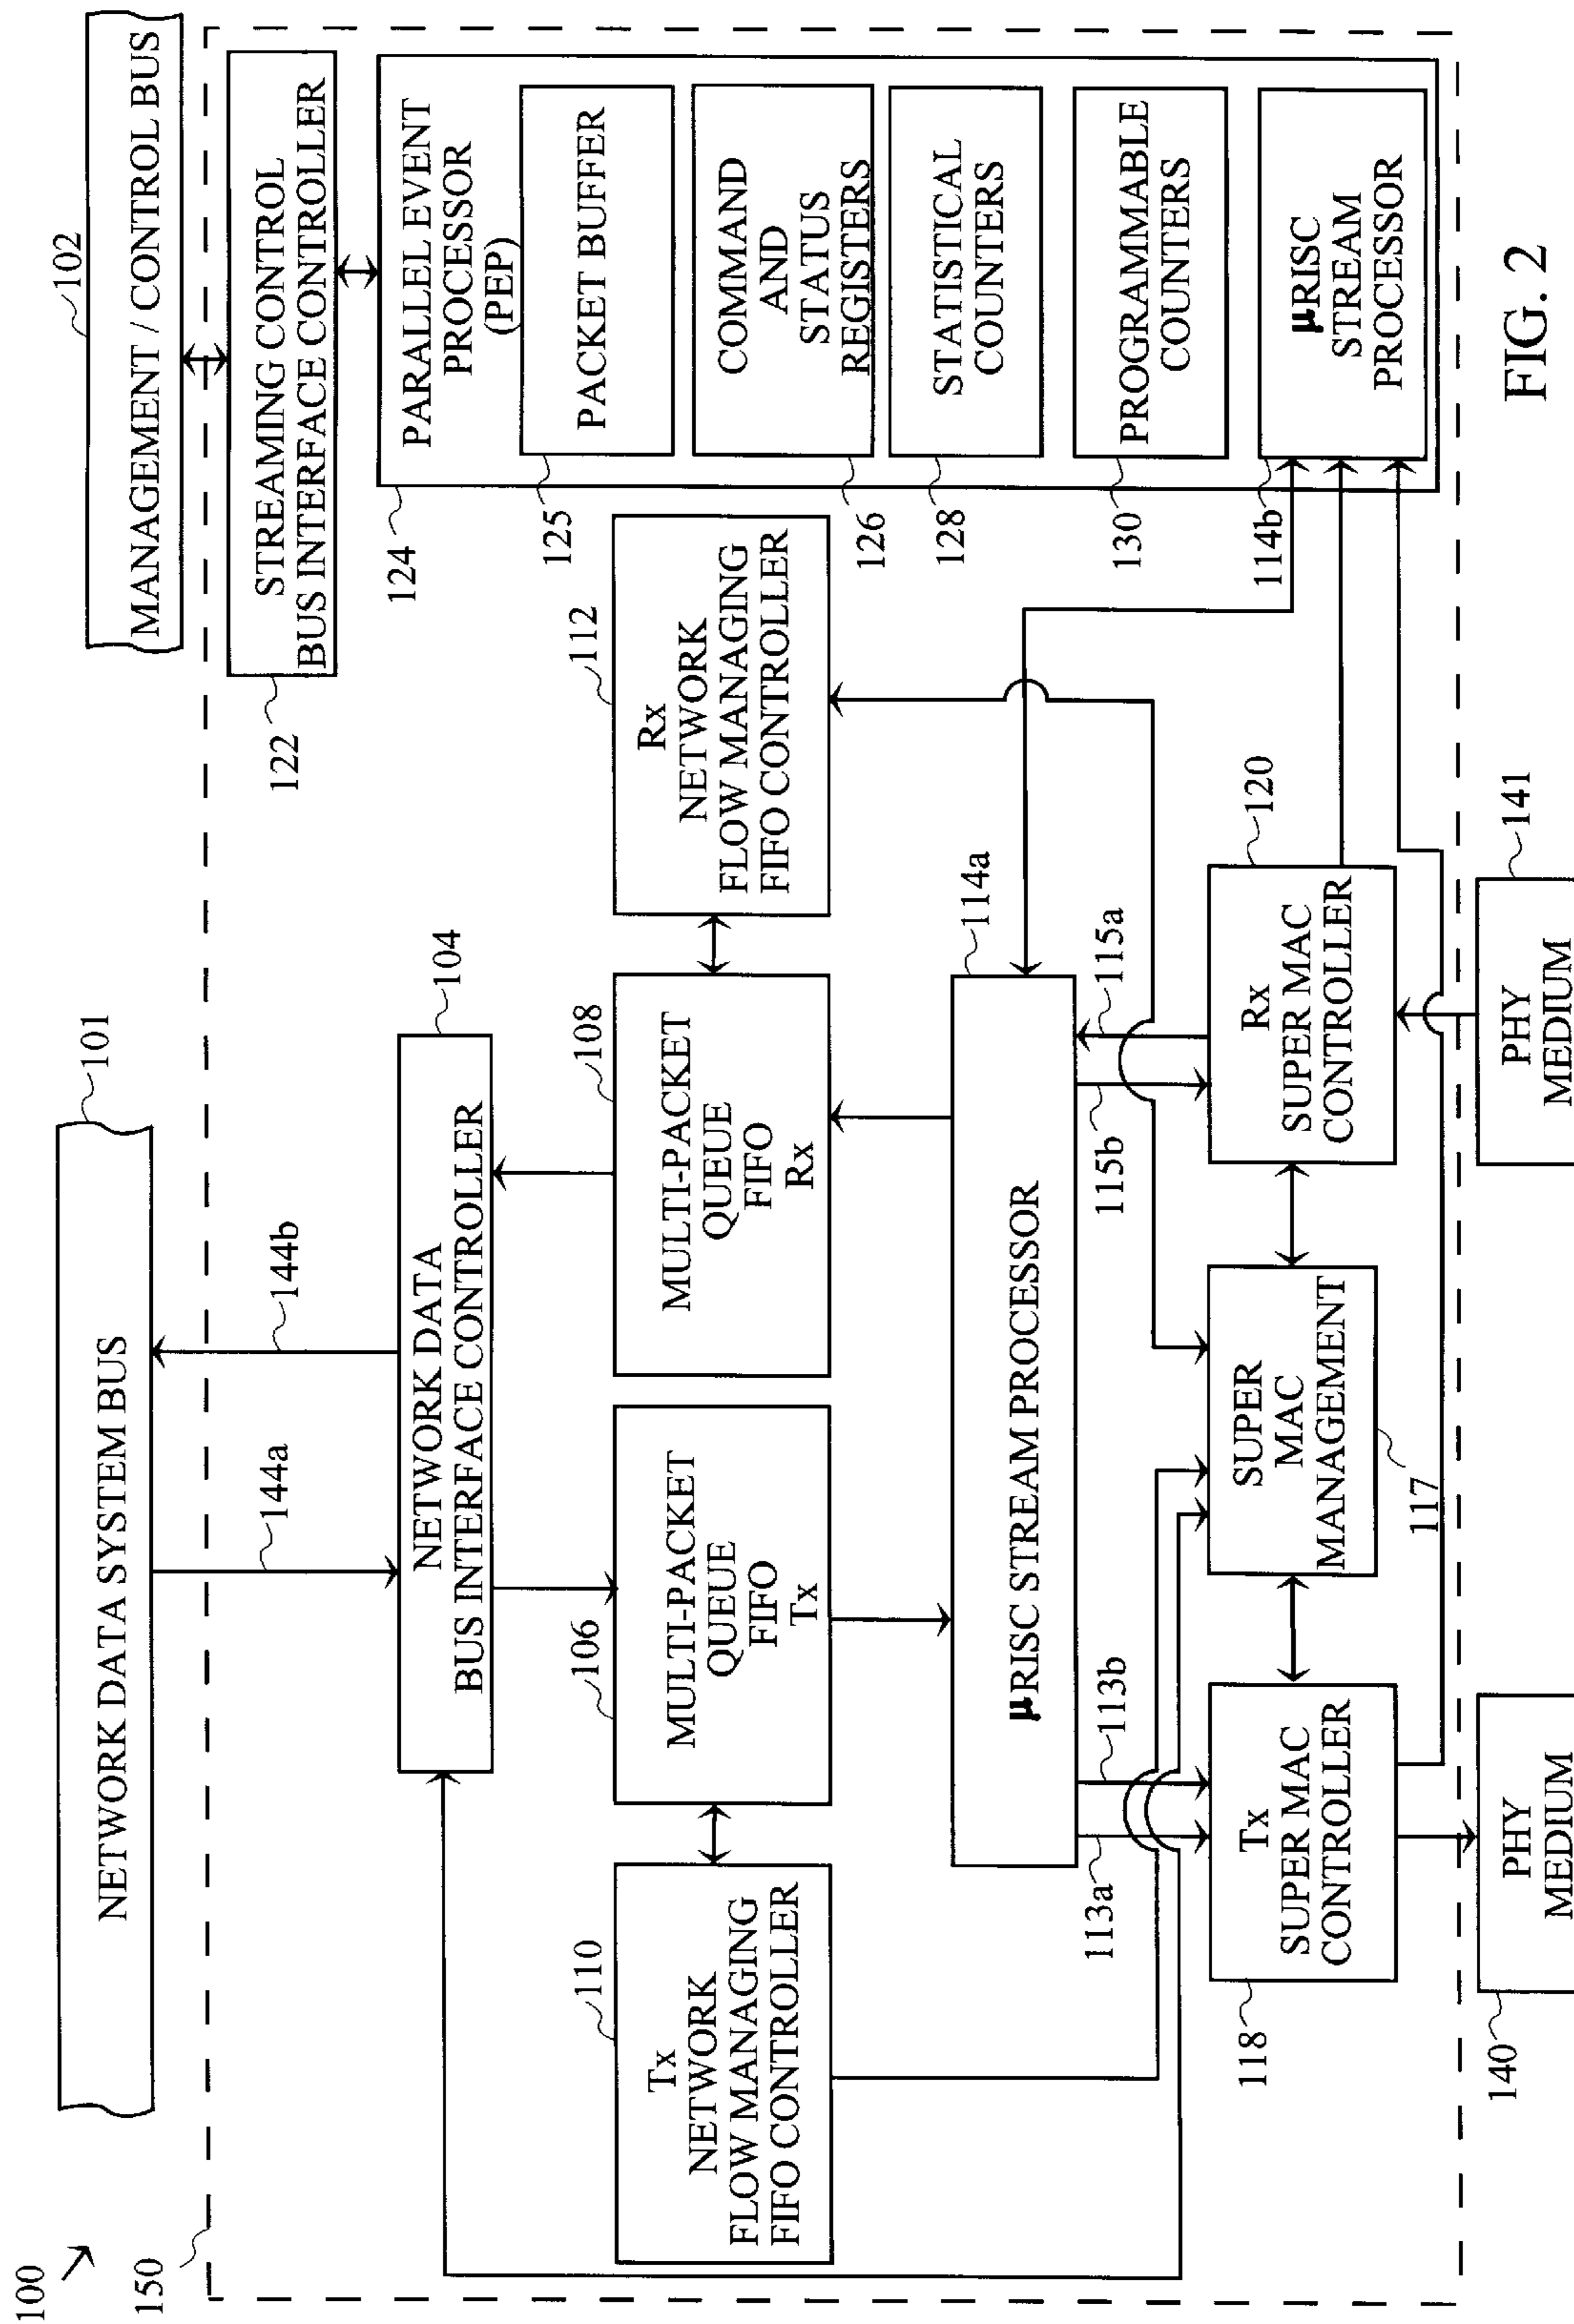 100
150
NETWORK DATA SYSTEM BUS
101
MANAGEMENT / CONTROL BUS
102
144a
144b
NETWORK DATA
BUS INTERFACE CONTROLLER
104
STREAMING CONTROL
BUS INTERFACE CONTROLLER
122
110
Tx
NETWORK
FLOW MANAGING
FIFO CONTROLLER
106
MULTI-PACKET
QUEUE
FIFO
Tx
108
MULTI-PACKET
QUEUE
FIFO
Rx
112
Rx
NETWORK
FLOW MANAGING
FIFO CONTROLLER
124
PARALLEL EVENT
PROCESSOR
(PEP)
125
PACKET BUFFER
126
COMMAND
AND
STATUS
REGISTERS
128
STATISTICAL
COUNTERS
130
PROGRAMMABLE
COUNTERS
114b
μRISC
STREAM
PROCESSOR
114a
μRISC STREAM PROCESSOR
113a
113b
115b
115a
118
Tx
SUPER MAC
CONTROLLER
SUPER
MAC
MANAGEMENT
117
120
Rx
SUPER MAC
CONTROLLER
140
PHY
MEDIUM
141
PHY
MEDIUM
FIG. 2